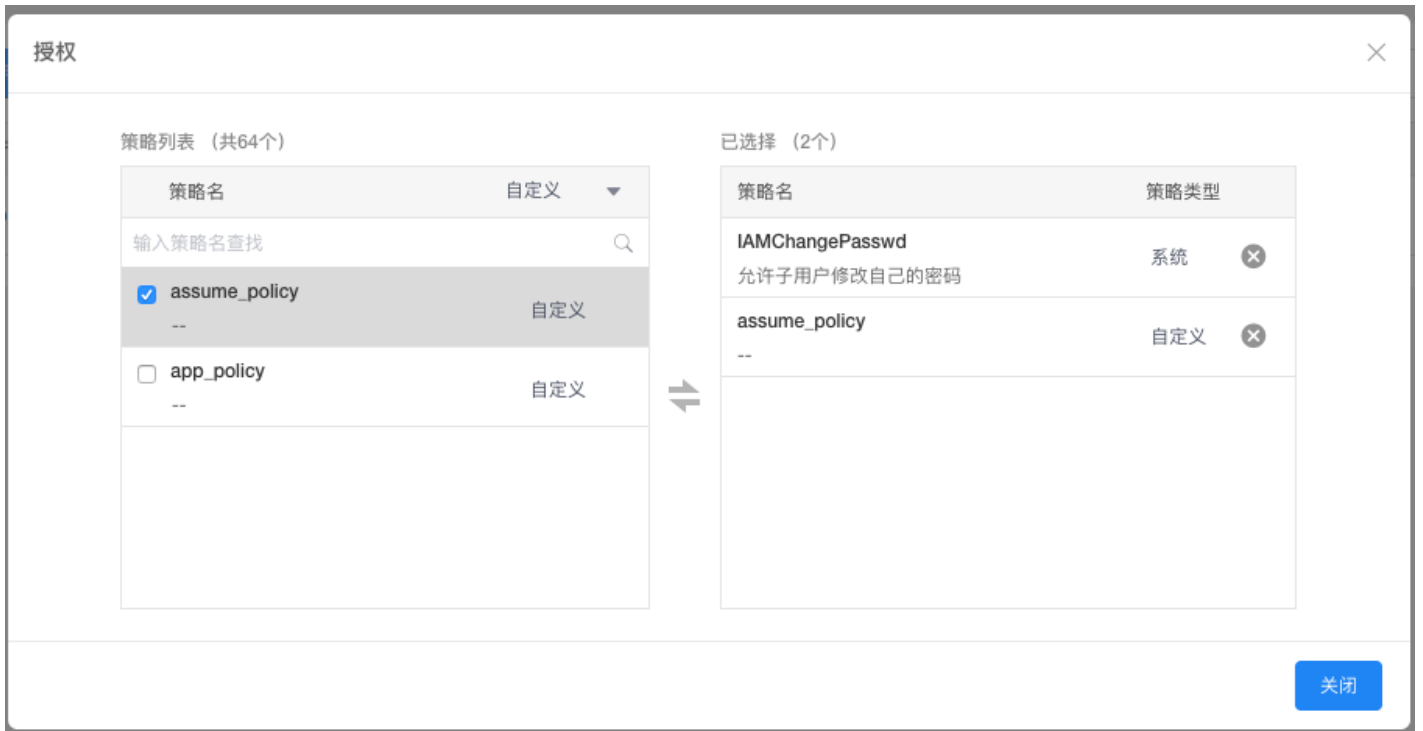 授权
策略列表 （共64个）
策略名 自定义
输入策略名查找
assume_policy
自定义
--
app_policy
自定义
--
已选择 （2个）
策略名 策略类型
IAMChangePasswd
系统
允许子用户修改自己的密码
assume_policy
自定义
--
关闭